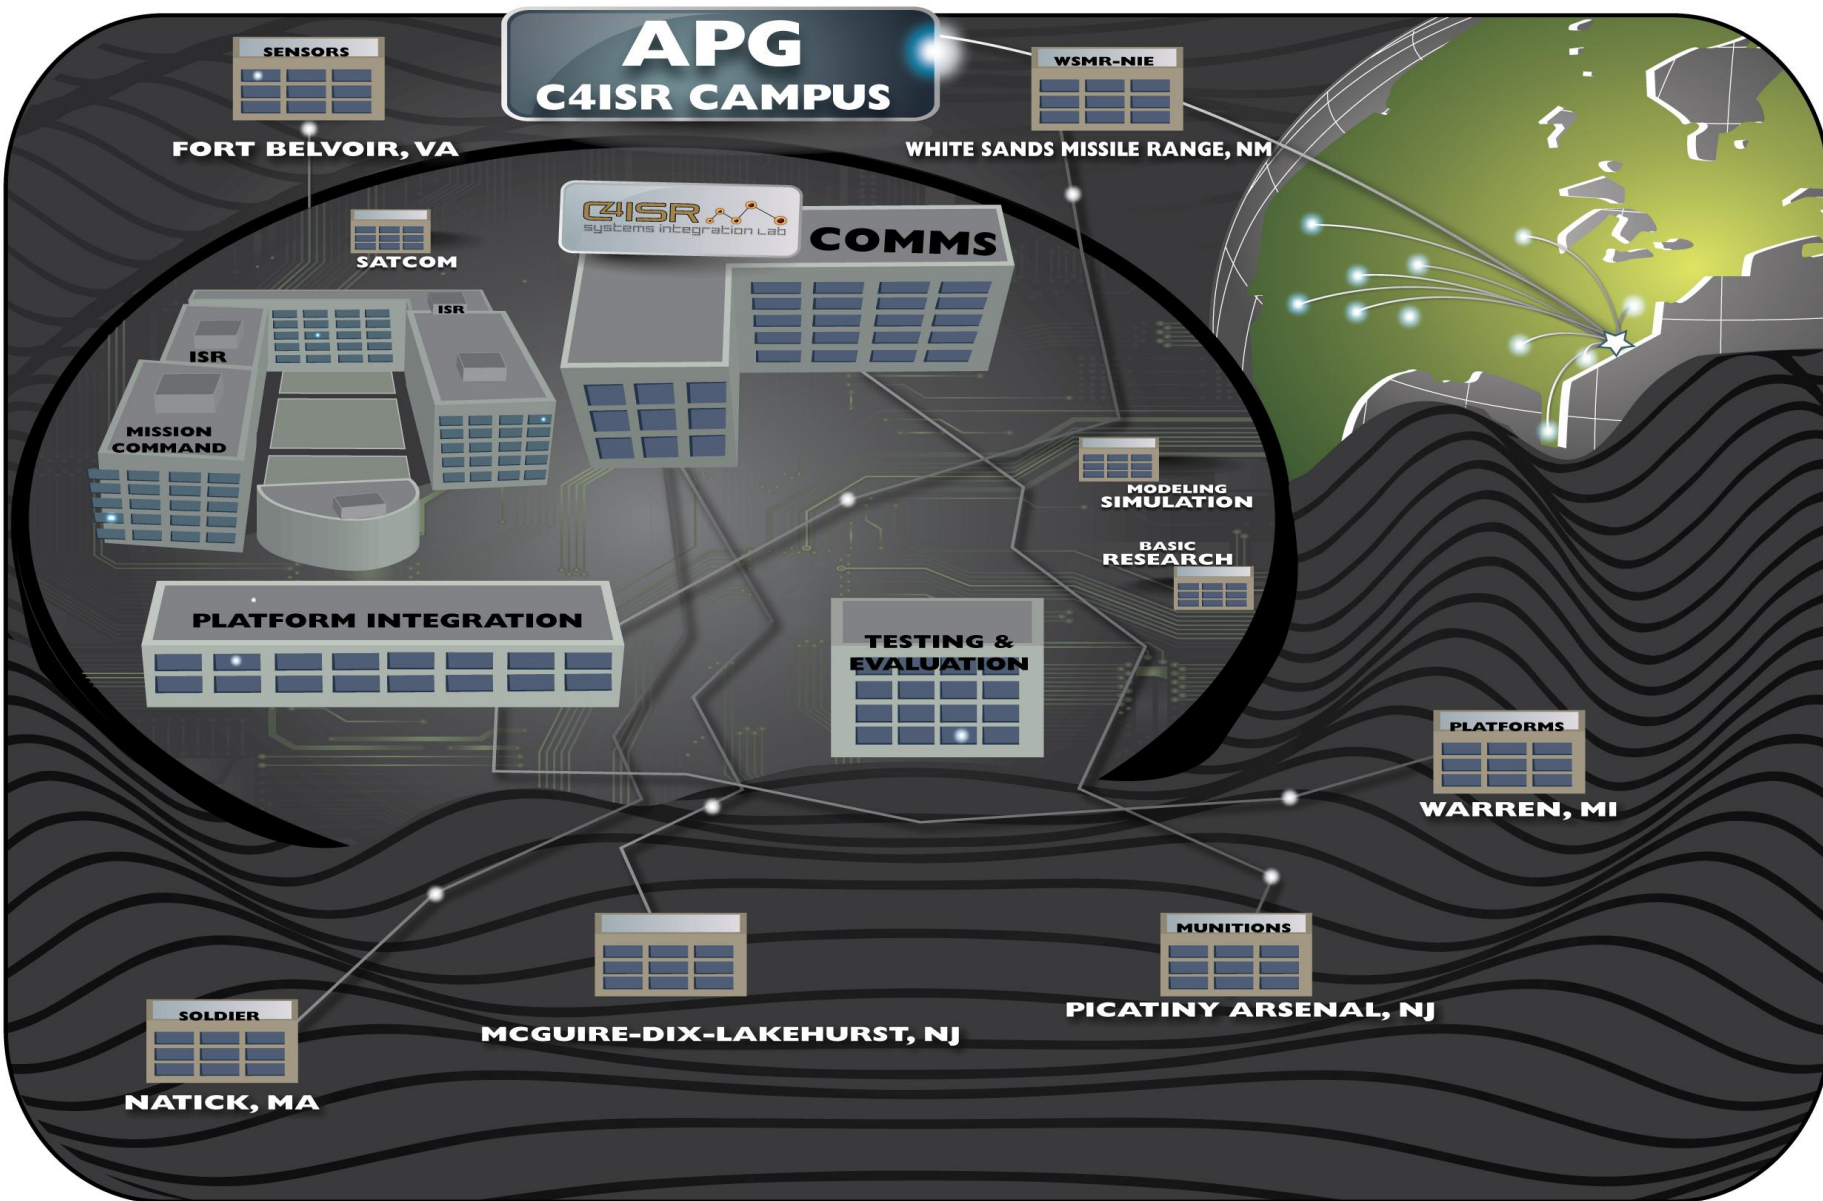 APG
C4ISR CAMPUS
SENSORS
FORT BELVOIR, VA
WSMR-NIE
WHITE SANDS MISSILE RANGE, NM
C4ISR
systems integration Lab
COMMS
SATCOM
ISR
ISR
MISSION
COMMAND
MODELING
SIMULATION
BASIC
RESEARCH
PLATFORM INTEGRATION
TESTING &
EVALUATION
PLATFORMS
WARREN, MI
MUNITIONS
PICATINY ARSENAL, NJ
MCGUIRE-DIX-LAKEHURST, NJ
SOLDIER
NATICK, MA